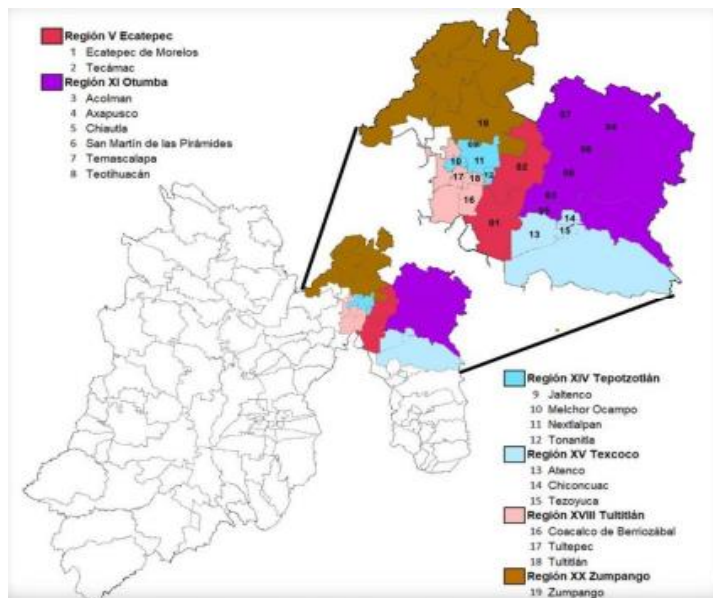 Región V Ecatepec
1 Ecatepec de Morelos
2 Tecámac
Región XI Otumba
3 Acolman
4 Axapusco
5 Chiautla
6 San Martín de las Pirámides
7 Temascalapa
8 Teotihuacán
19
07
04
09
10
11
02
17
18
12
16
01
14
13
15
Región XIV Tepotzotlán
9 Jaltenco
10 Melchor Ocampo
11 Nextlalpan
12 Tonanitla
Región XV Texcoco
13 Atenco
14 Chiconcuac
15 Tezoyuca
Región XVIII Tultitlán
16 Coacalco de Berriozábal
17 Tultepec
18 Tultitlán
Región XX Zumpango
19 Zumpango